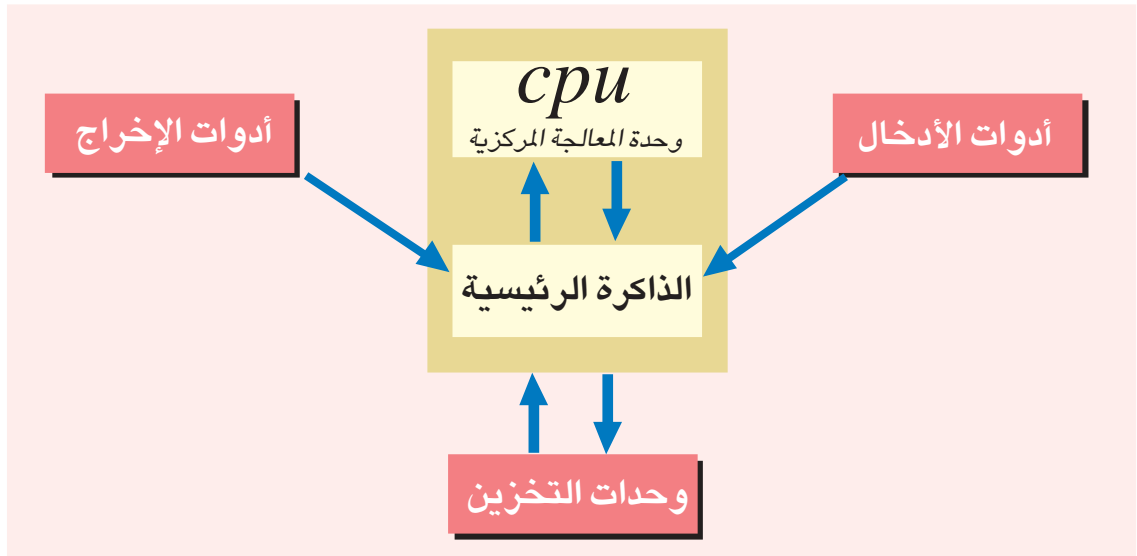 cpu
وحدة المعالجة المركزية
أدوات الأدخال
أدوات الإخراج
الذاكرة الرئيسية
وحدات التخزين